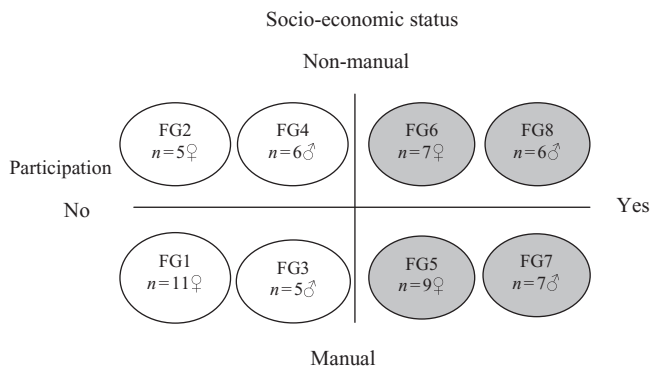 Socio-economic status
Non-manual
FG2
n=5♀
FG4
n=6♂
FG6
n=7♀
FG8
n=6♂
Participation
No
Yes
FG1
n=11♀
FG3
n=5♂
FG5
n=9♀
FG7
n=7♂
Manual